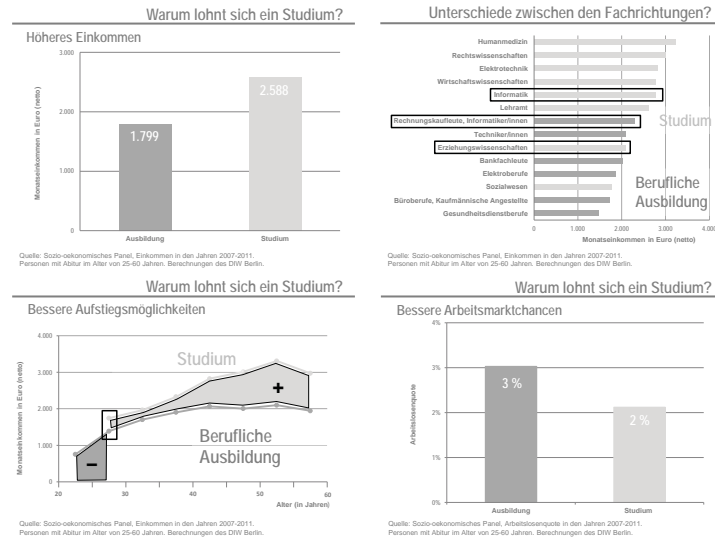 Warum lohnt sich ein Studium?
Höheres Einkommen
Monatseinkommen in Euro (netto)
3.000
2.000
1.000
0
1.799
2.588
Ausbildung
Studium
Quelle: Sozio-oekonomisches Panel, Einkommen in den Jahren 2007-2011.
Personen mit Abitur im Alter von 25-60 Jahren. Berechnungen des DIW Berlin.
Unterschiede zwischen den Fachrichtungen?
Humanmedizin
Rechtswissenschaften
Elektrotechnik
Wirtschaftswissenschaften
Informatik
Lehramt
Rechnungskaufleute, Informatiker/innen
Techniker/innen
Erziehungswissenschaften
Bankfachleute
Elektroberufe
Sozialwesen
Büroberufe, Kaufmännische Angestellte
Gesundheitsdienstberufe
Studium
Berufliche
Ausbildung
0 1.000 2.000 3.000 4.000
Monatseinkommen in Euro (netto)
Quelle: Sozio-oekonomisches Panel, Einkommen in den Jahren 2007-2011.
Personen mit Abitur im Alter von 25-60 Jahren. Berechnungen des DIW Berlin.
Warum lohnt sich ein Studium?
Bessere Aufstiegsmöglichkeiten
Monatseinkommen in Euro (netto)
4.000
3.000
2.000
1.000
0
Studium
+
Berufliche
Ausbildung
–
20 30 40 50 60
Alter (in Jahren)
Quelle: Sozio-oekonomisches Panel, Einkommen in den Jahren 2007-2011.
Personen mit Abitur im Alter von 25-60 Jahren. Berechnungen des DIW Berlin.
Warum lohnt sich ein Studium?
Bessere Arbeitsmarktchancen
Arbeitslosenquote
4%
3%
2%
1%
0%
3 %
2 %
Ausbildung
Studium
Quelle: Sozio-oekonomisches Panel, Arbeitslosenquote in den Jahren 2007-2011.
Personen mit Abitur im Alter von 25-60 Jahren. Berechnungen des DIW Berlin.